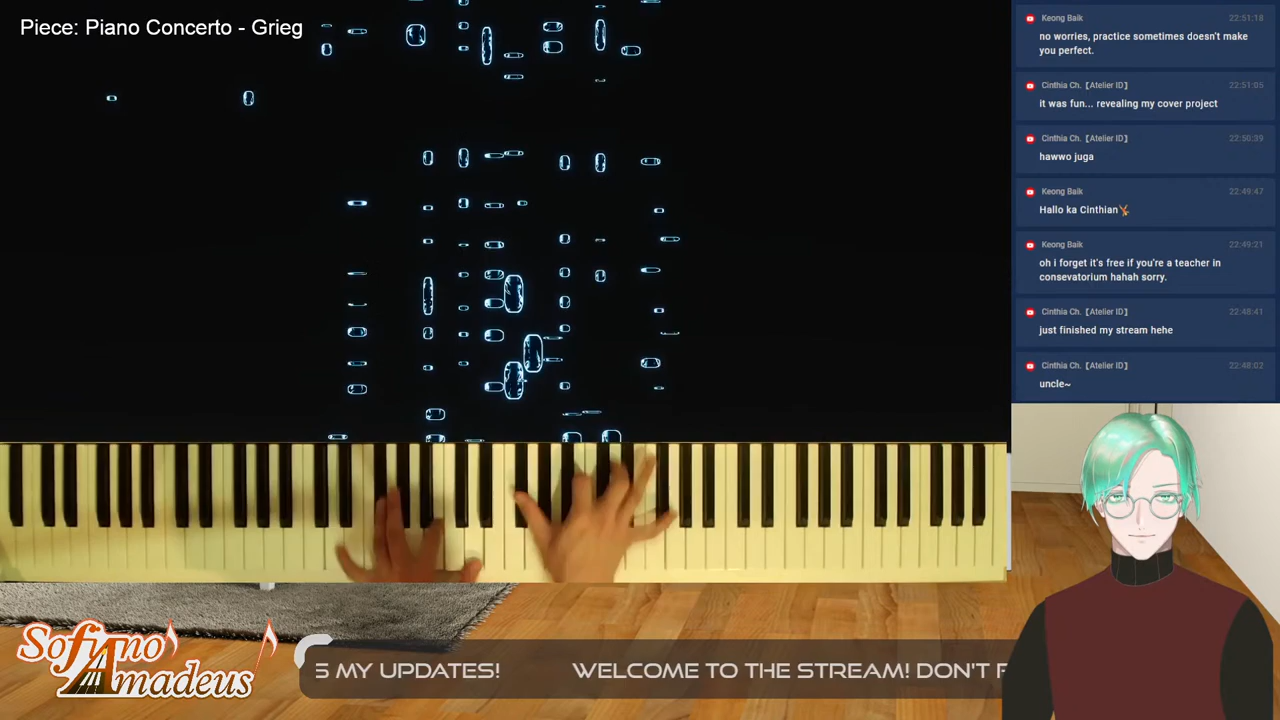 Piece: Piano Concerto - Grieg
Keong Baik 22:51:18
no worries, practice sometimes doesn't make
you perfect.
Cinthia Ch.【Atelier ID】 22:51:05
it was fun... revealing my cover project
Cinthia Ch.【Atelier ID】 22:50:39
hawwo juga
Keong Baik 22:49:47
Hallo ka Cinthian
Keong Baik 22:49:21
oh i forget it's free if you're a teacher in
consevatorium hahah sorry.
Cinthia Ch.【Atelier ID】 22:48:41
just finished my stream hehe
Cinthia Ch.【Atelier ID】 22:48:02
uncle~
Sofiano
Amadeus
S MY UPDATES! WELCOME TO THE STREAM! DON'T